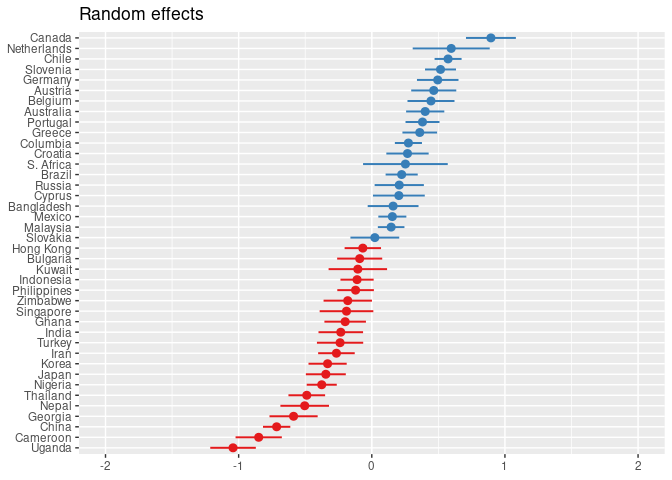 Random effects
Canada
Netherlands
Chile
Slovenia
Germany
Austria
Belgium
Australia
Portugal
Greece
Columbia
Croatia
S. Africa
Brazil
Russia
Cyprus
Bangladesh
Mexico
Malaysia
Slovakia
Hong Kong
Bulgaria
Kuwait
Indonesia
Philippines
Zimbabwe
Singapore
Ghana
India
Turkey
Iran
Korea
Japan
Nigeria
Thailand
Nepal
Georgia
China
Cameroon
Uganda
-2 -1 0 1 2